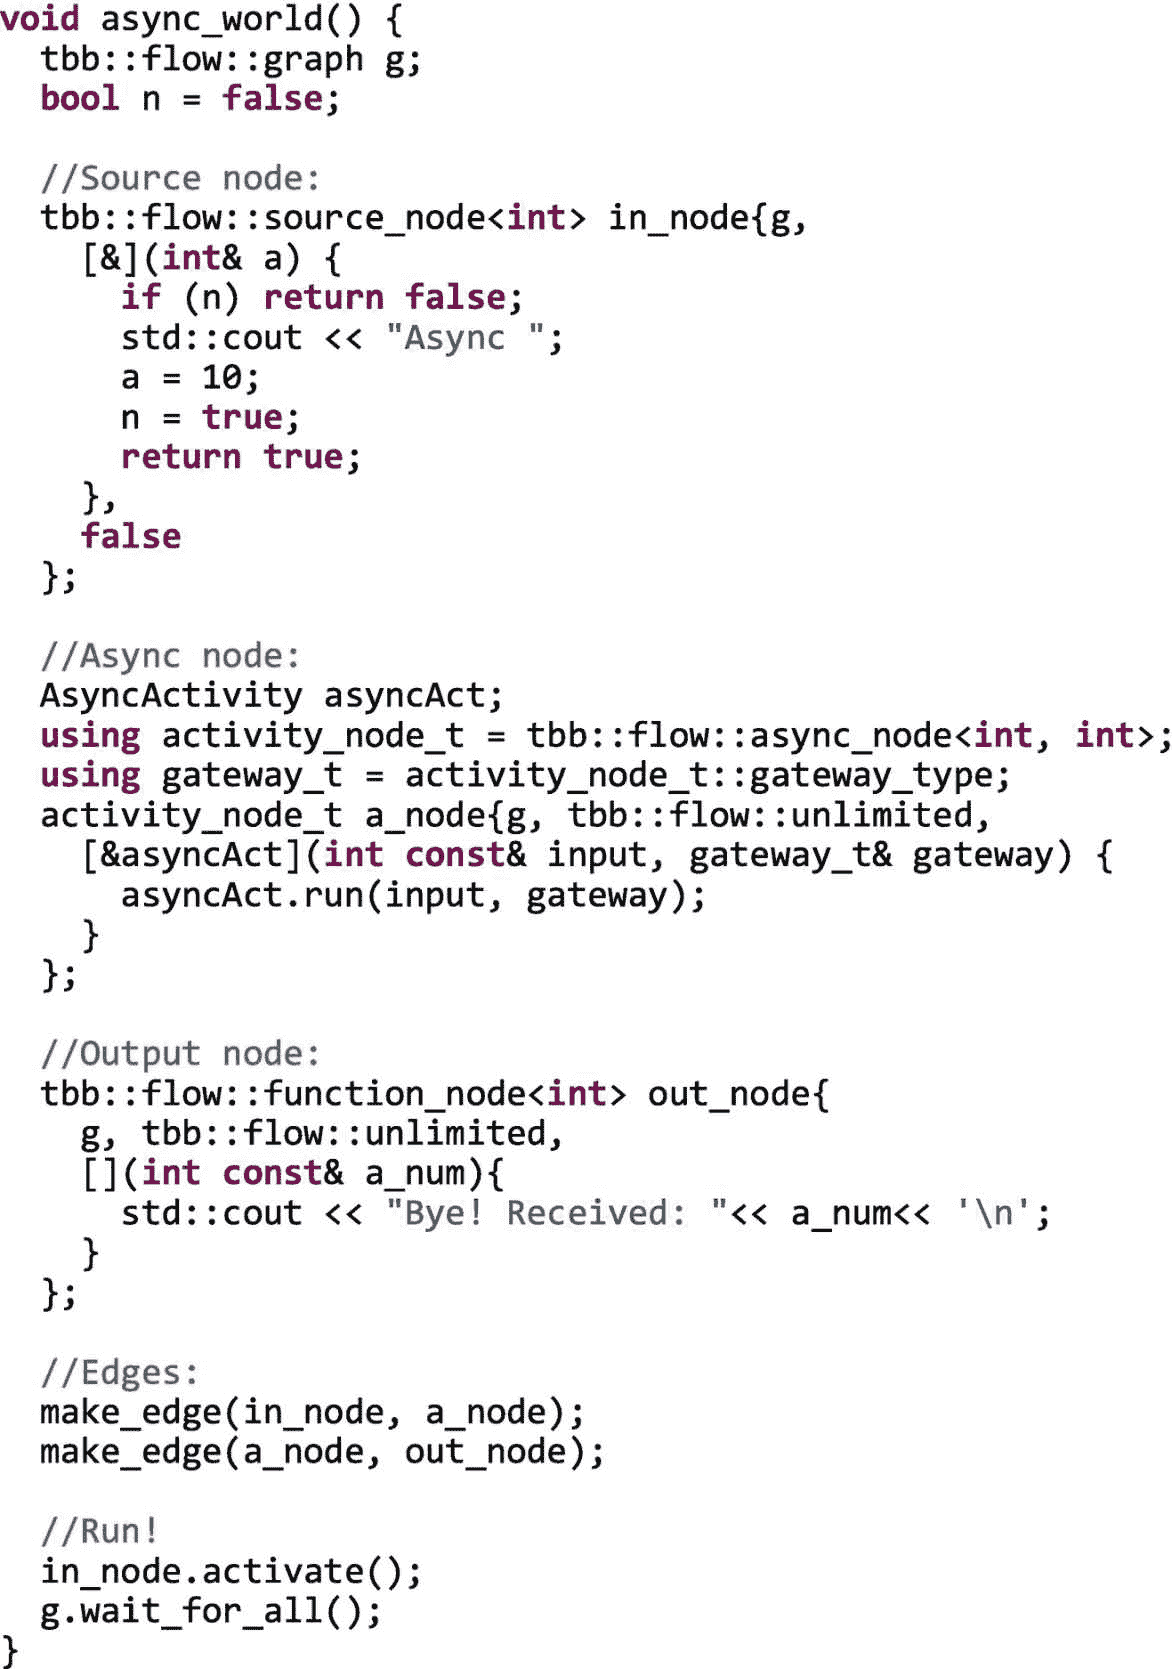 void async_world() {
  tbb::flow::graph g;
  bool n = false;

  //Source node:
  tbb::flow::source_node<int> in_node{g,
    [&](int& a) {
      if (n) return false;
      std::cout << "Async ";
      a = 10;
      n = true;
      return true;
    },
    false
  };

  //Async node:
  AsyncActivity asyncAct;
  using activity_node_t = tbb::flow::async_node<int, int>;
  using gateway_t = activity_node_t::gateway_type;
  activity_node_t a_node{g, tbb::flow::unlimited,
    [&asyncAct](int const& input, gateway_t& gateway) {
      asyncAct.run(input, gateway);
    }
  };

  //Output node:
  tbb::flow::function_node<int> out_node{
    g, tbb::flow::unlimited,
    [](int const& a_num){
      std::cout << "Bye! Received: "<< a_num<< '\n';
    }
  };

  //Edges:
  make_edge(in_node, a_node);
  make_edge(a_node, out_node);

  //Run!
  in_node.activate();
  g.wait_for_all();
}